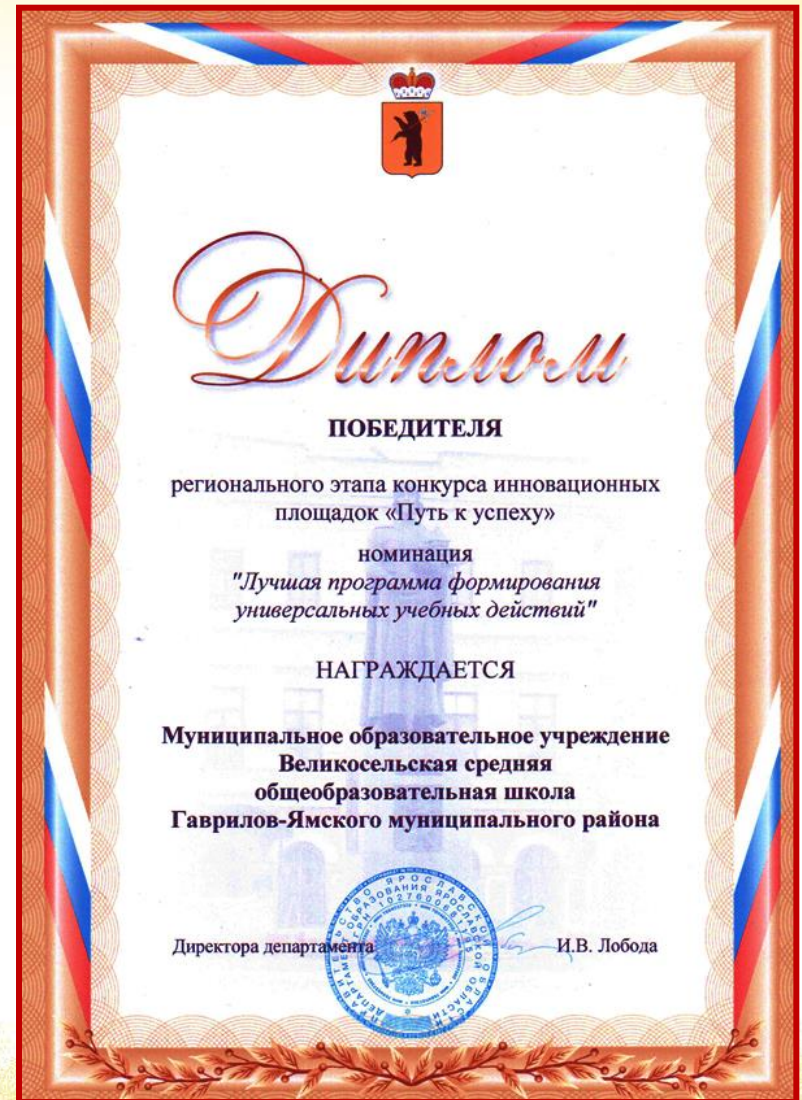 Диплом
ПОБЕДИТЕЛЯ
регионального этапа конкурса инновационных
площадок «Путь к успеху»
номинация
"Лучшая программа формирования
универсальных учебных действий"
НАГРАЖДАЕТСЯ
Муниципальное образовательное учреждение
Великосельская средняя
общеобразовательная школа
Гаврилов-Ямского муниципального района
Директора департамента И.В. Лобода